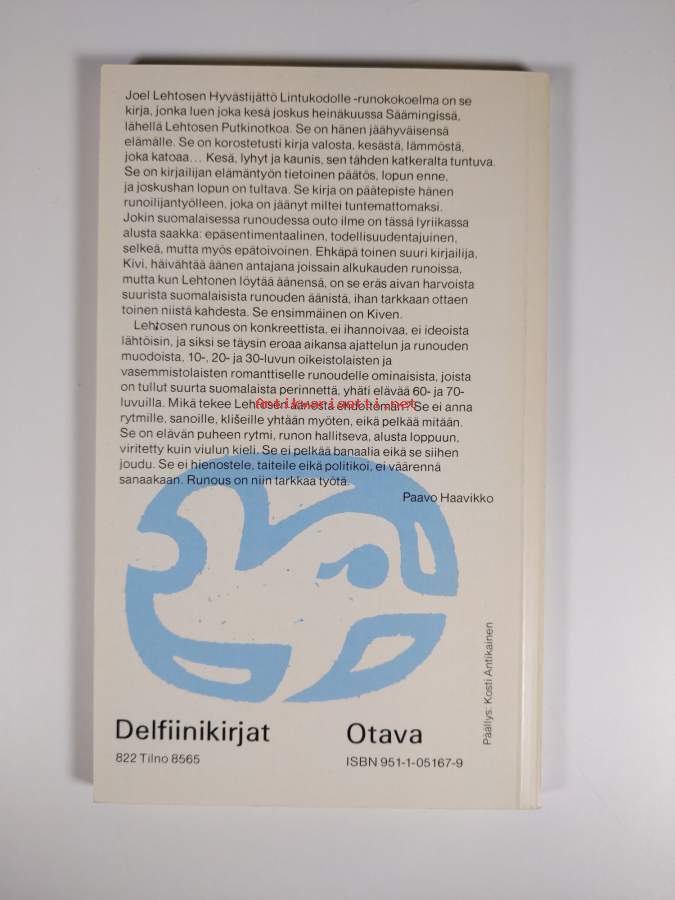 Joel Lehtosen Hyvästijättö Lintukodolle -runokokoelma on se
kirja, jonka luen joka kesä joskus heinäkuussa Säämingissä,
lähellä Lehtosen Putkinotkoa. Se on hänen jäähyväisensä
elämälle. Se on korostetusti kirja valosta, kesästä, lämmöstä,
joka katoaa... Kesä, lyhyt ja kaunis, sen tähden katkeralta tuntuva.
Se on kirjailijan elämäntyön tietoinen päätös, lopun enne,
ja joskushan lopun on tultava. Se kirja on päätepiste hänen
runoilijantyölleen, joka on jäänyt miltei tuntemattomaksi.
Jokin suomalaisessa runoudessa outo ilme on tässä lyriikassa
alusta saakka: epäsentimentaalinen, todellisuudentajuinen,
selkeä, mutta myös epätoivoinen. Ehkäpä toinen suuri kirjailija,
Kivi, häivähtää äänen antajana joissain alkukauden runoissa,
mutta kun Lehtonen löytää äänensä, on se eräs aivan harvoista
suurista suomalaisista runouden äänistä, ihan tarkkaan ottaen
toinen niistä kahdesta. Se ensimmäinen on Kiven.
Lehtosen runous on konkreettista, ei ihannoivaa, ei ideoista
lähtöisin, ja siksi se täysin eroaa aikansa ajattelun ja runouden
muodoista, 10-, 20- ja 30-luvun oikeistolaisten ja
vasemmistolaisten romanttiselle runoudelle ominaisista, joista
on tullut suurta suomalaista perinnettä, yhäti elävää 60- ja 70-
luvuilla. Mikä tekee Lehtosen äänestä ehdottoman? Se ei anna
Antikvariaatti.net
rytmille, sanoille, klišeille yhtään myöten, eikä pelkää mitään.
Se on elävän puheen rytmi, runon hallitseva, alusta loppuun,
viritetty kuin viulun kieli. Se ei pelkää banaalia eikä se siihen
joudu. Se ei hienostele, taiteile eikä politikoi, ei väärennä
sanaakaan. Runous on niin tarkkaa työtä.
Paavo Haavikko
Päällys: Kosti Antikainen
Delfiinikirjat
Otava
822 Tilno 8565
ISBN 951-1-05167-9